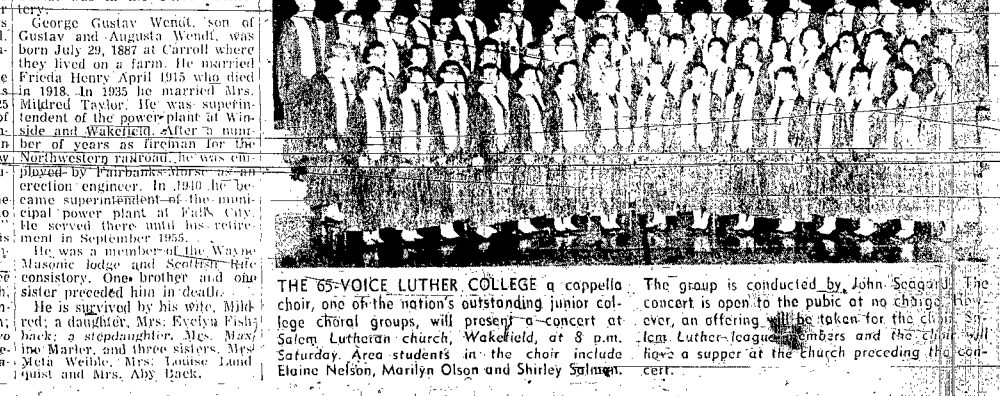 tery.
George Gustav Wendt, son of
Gustav and Augusta Wendt, was
born July 29, 1887 at Carroll where
they lived on a farm. He married
Frieda Henry April 1915 who died
in 1918. In 1935 he married Mrs.
Mildred Taylor. He was superin-
tendent of the power plant at Win-
side and Wakefield. After a num-
ber of years as fireman for the
Northwestern railroad, he was em-
ployed by Fairbanks-Morse as an
erection engineer. In 1940 he be-
came superintendent of the muni-
cipal power plant at Falls City.
He served there until his retire-
ment in September 1955.
He was a member of the Wayne
Masonic lodge and Scottish Rite
consistory. One brother and one
sister preceded him in death.
He is survived by his wife, Mild-
red; a daughter, Mrs. Evelyn Fish-
back; a stepdaughter, Mrs. Max-
ine Marler, and three sisters, Mrs.
Meta Weible, Mrs. Louise Lund
quist and Mrs. Aby Back.
THE 65-VOICE LUTHER COLLEGE a cappella
choir, one of the nation's outstanding junior col-
lege choral groups, will present a concert at
Salem Lutheran church, Wakefield, at 8 p.m.
Saturday. Area students in the choir include
Elaine Nelson, Marilyn Olson and Shirley Salmon.
The group is conducted by John Seagard. The
concert is open to the pubic at no charge. How-
ever, an offering will be taken for the choir. Sa-
lem Luther league members and the choir will
have a supper at the church preceding the con-
cert.